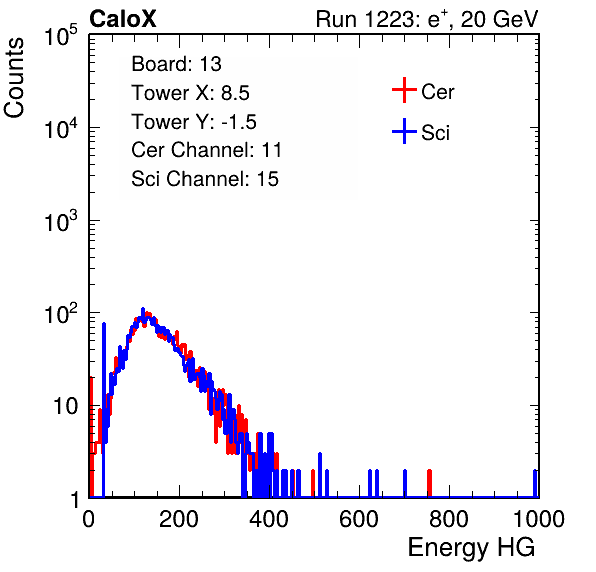 CaloX Run 1223: e⁺, 20 GeV
Counts
Board: 13
Tower X: 8.5
Tower Y: -1.5
Cer Channel: 11
Sci Channel: 15
Cer
Sci
10⁵
10⁴
10³
10²
10
1
0 200 400 600 800 1000
Energy HG